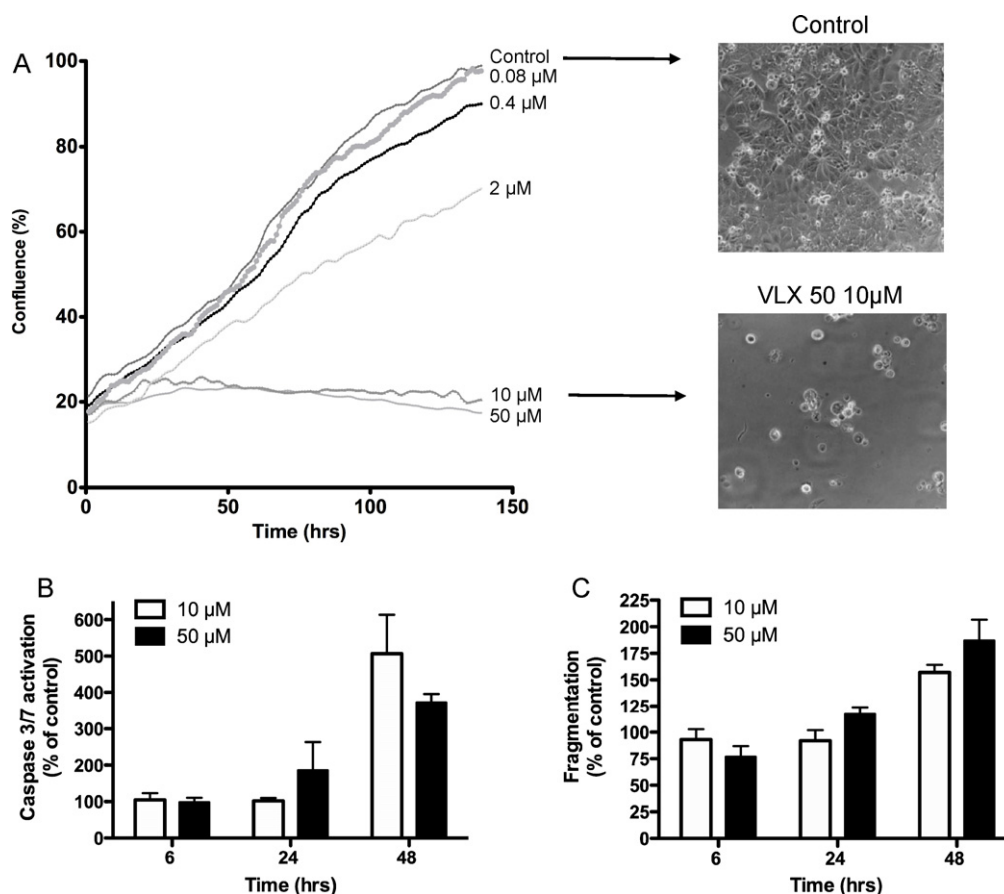 A
Confluence (%)
100
80
60
40
20
0
0
50
100
150
Time (hrs)
Control
0.08 µM
0.4 µM
2 µM
10 µM
50 µM
Control
VLX 50 10µM
B
10 µM
50 µM
Caspase 3/7 activation
(% of control)
600
500
400
300
200
100
0
6
24
48
Time (hrs)
C
10 µM
50 µM
Fragmentation
(% of control)
225
200
175
150
125
100
75
50
25
0
6
24
48
Time (hrs)